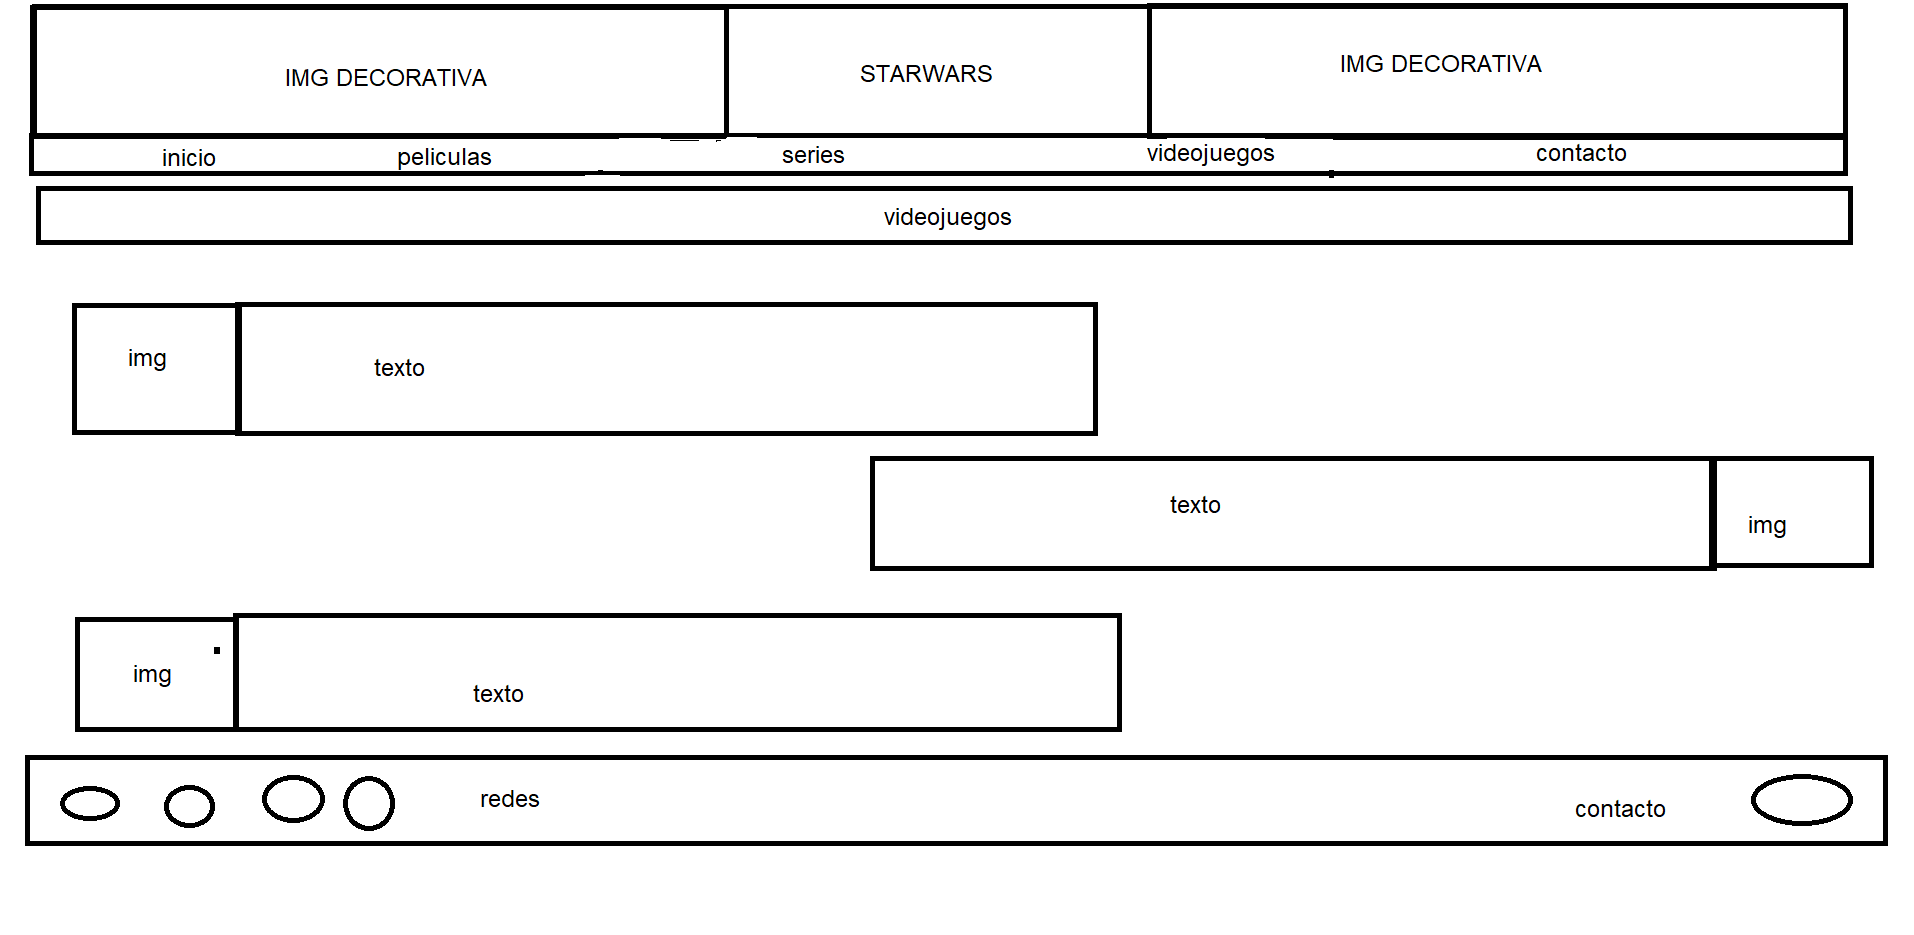 IMG DECORATIVA
STARWARS
IMG DECORATIVA
inicio
peliculas
series
videojuegos
contacto
videojuegos
img
texto
texto
img
img
texto
redes
contacto